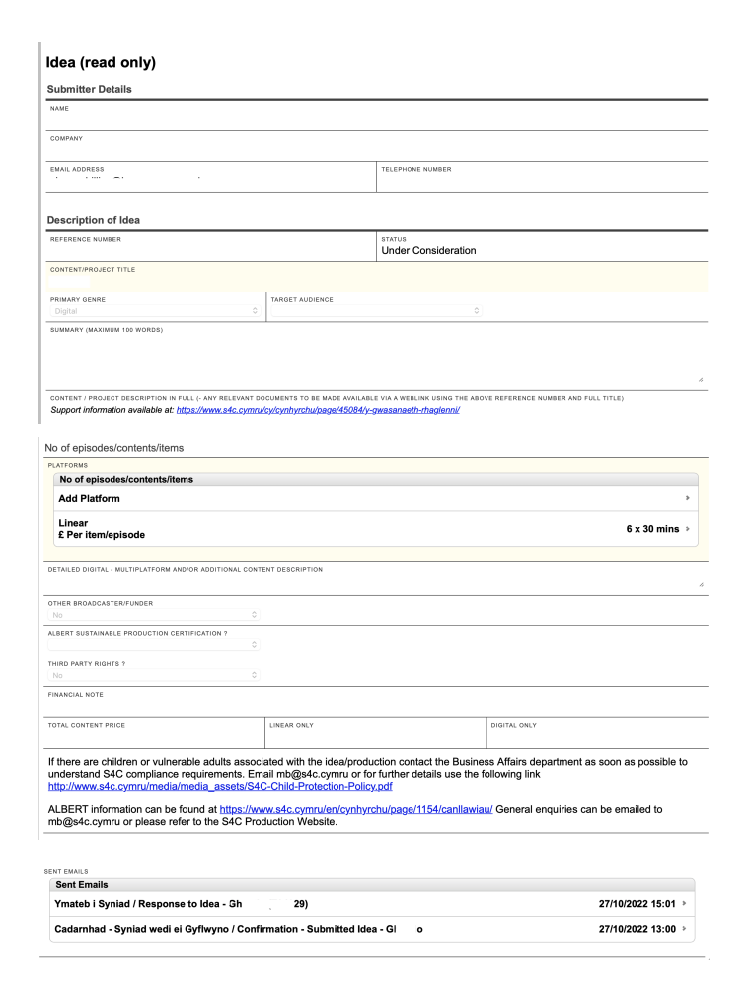 Idea (read only)
Submitter Details
NAME
COMPANY
EMAIL ADDRESS
TELEPHONE NUMBER
Description of Idea
REFERENCE NUMBER
STATUS
Under Consideration
CONTENT/PROJECT TITLE
PRIMARY GENRE
TARGET AUDIENCE
Digital
SUMMARY (MAXIMUM 100 WORDS)
CONTENT / PROJECT DESCRIPTION IN FULL (- ANY RELEVANT DOCUMENTS TO BE MADE AVAILABLE VIA A WEBLINK USING THE ABOVE REFERENCE NUMBER AND FULL TITLE)
Support information available at: https://www.s4c.cymru/cy/cynhyrchu/page/45084/y-gwasanaeth-rhaglenni/
No of episodes/contents/items
PLATFORMS
No of episodes/contents/items
Add Platform
Linear
£ Per item/episode
6 x 30 mins
DETAILED DIGITAL - MULTIPLATFORM AND/OR ADDITIONAL CONTENT DESCRIPTION
OTHER BROADCASTER/FUNDER
No
ALBERT SUSTAINABLE PRODUCTION CERTIFICATION ?
THIRD PARTY RIGHTS ?
No
FINANCIAL NOTE
TOTAL CONTENT PRICE
LINEAR ONLY
DIGITAL ONLY
If there are children or vulnerable adults associated with the idea/production contact the Business Affairs department as soon as possible to
understand S4C compliance requirements. Email mb@s4c.cymru or for further details use the following link
http://www.s4c.cymru/media/media_assets/S4C-Child-Protection-Policy.pdf
ALBERT information can be found at https://www.s4c.cymru/en/cynhyrchu/page/1154/canllawiau/ General enquiries can be emailed to
mb@s4c.cymru or please refer to the S4C Production Website.
SENT EMAILS
Sent Emails
Ymateb i Syniad / Response to Idea - Gh 29) 27/10/2022 15:01
Cadarnhad - Syniad wedi ei Gyflwyno / Confirmation - Submitted Idea - Gl o 27/10/2022 13:00